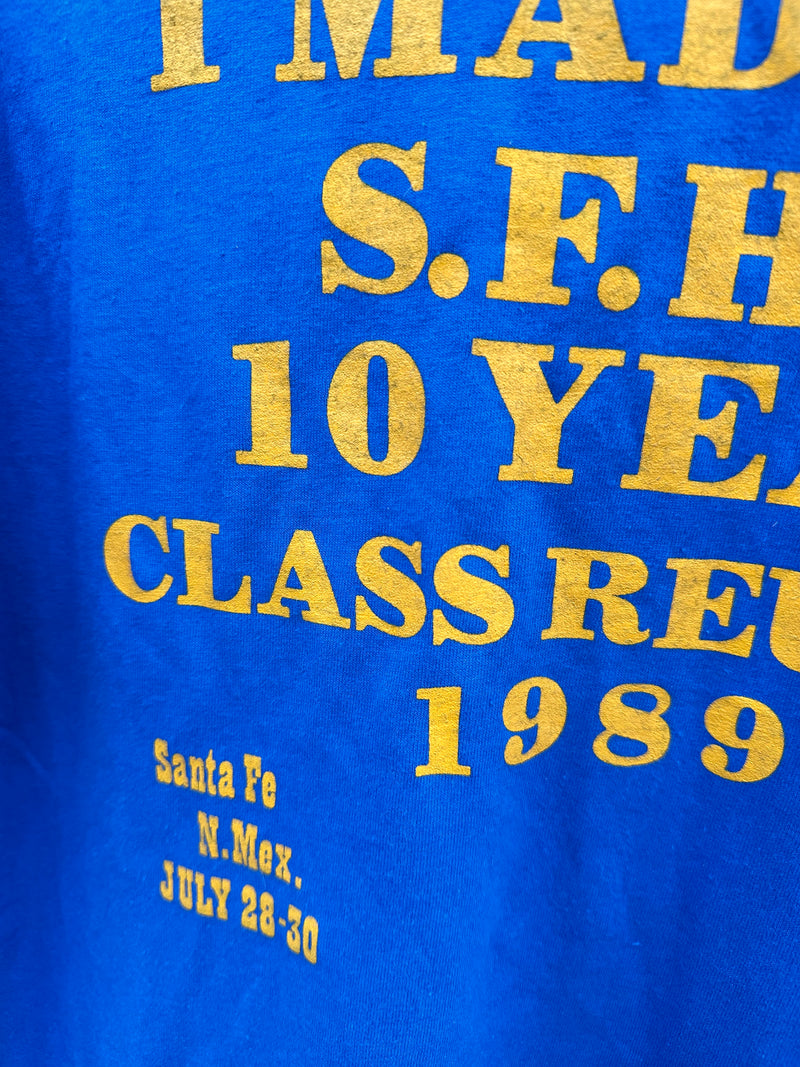 I MAD
S.F.H
10 YEA
CLASS REU
1989
Santa Fe
N.Mex.
JULY 28-30